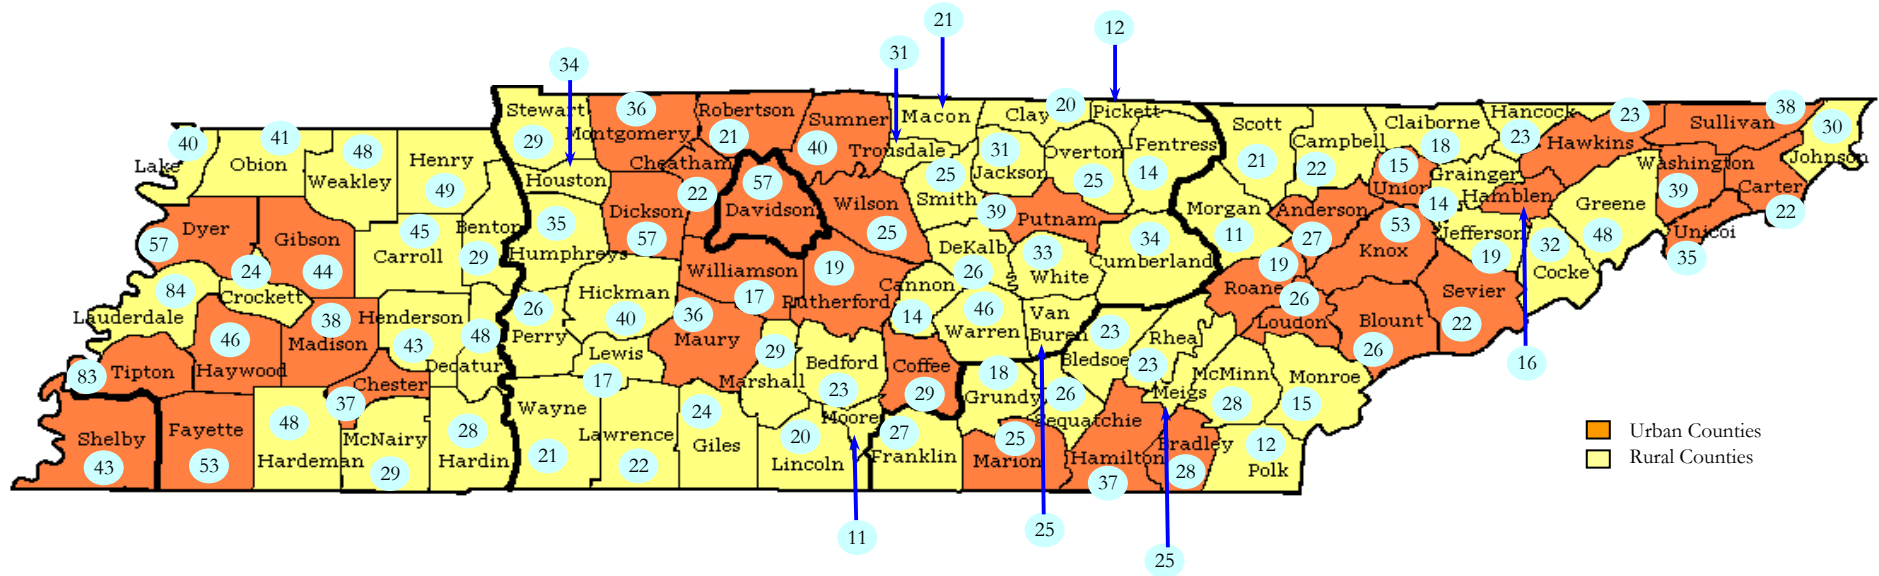 21
12
31
34
Stewart
29
36
Montgomery
Robertson
21
Sumner
40
Macon
Clay
20
Pickett
Trousdale
Cheatham
22
57
Davidson
Houston
Dickson
57
Wilson
25
25
Smith
31
Jackson
Overton
25
Fentress
14
39
Putnam
Scott
21
Campbell
22
Claiborne
18
Hancock
23
23
Hawkins
38
Sullivan
30
Johnson
Washington
39
Carter
22
Unicoi
35
15
Union
Grainger
14
Hamblen
Greene
48
Jefferson
19
32
Cocke
16
40
Lake
41
Obion
48
Weakley
Henry
49
Dyer
57
Gibson
44
45
Carroll
Benton
29
35
Humphreys
24
Crockett
84
Lauderdale
46
Haywood
38
Madison
Henderson
43
Decatur
48
26
Perry
Hickman
40
Williamson
17
19
Rutherford
Cannon
14
DeKalb
26
33
White
34
Cumberland
Morgan
11
Anderson
27
53
Knox
19
Roane
26
Loudon
Blount
26
Sevier
22
36
Maury
Lewis
17
29
Marshall
Bedford
23
Moore
Coffee
29
46
Warren
Van
Buren
23
Bledsoe
Rhea
23
Meigs
McMinn
28
Monroe
15
83
Tipton
Shelby
43
Fayette
53
48
Hardeman
Chester
37
McNairy
29
28
Hardin
Wayne
21
Lawrence
22
24
Giles
20
Lincoln
27
Franklin
18
Grundy
26
Sequatchie
25
Marion
Hamilton
37
Bradley
28
12
Polk
11
25
25
Urban Counties
Rural Counties